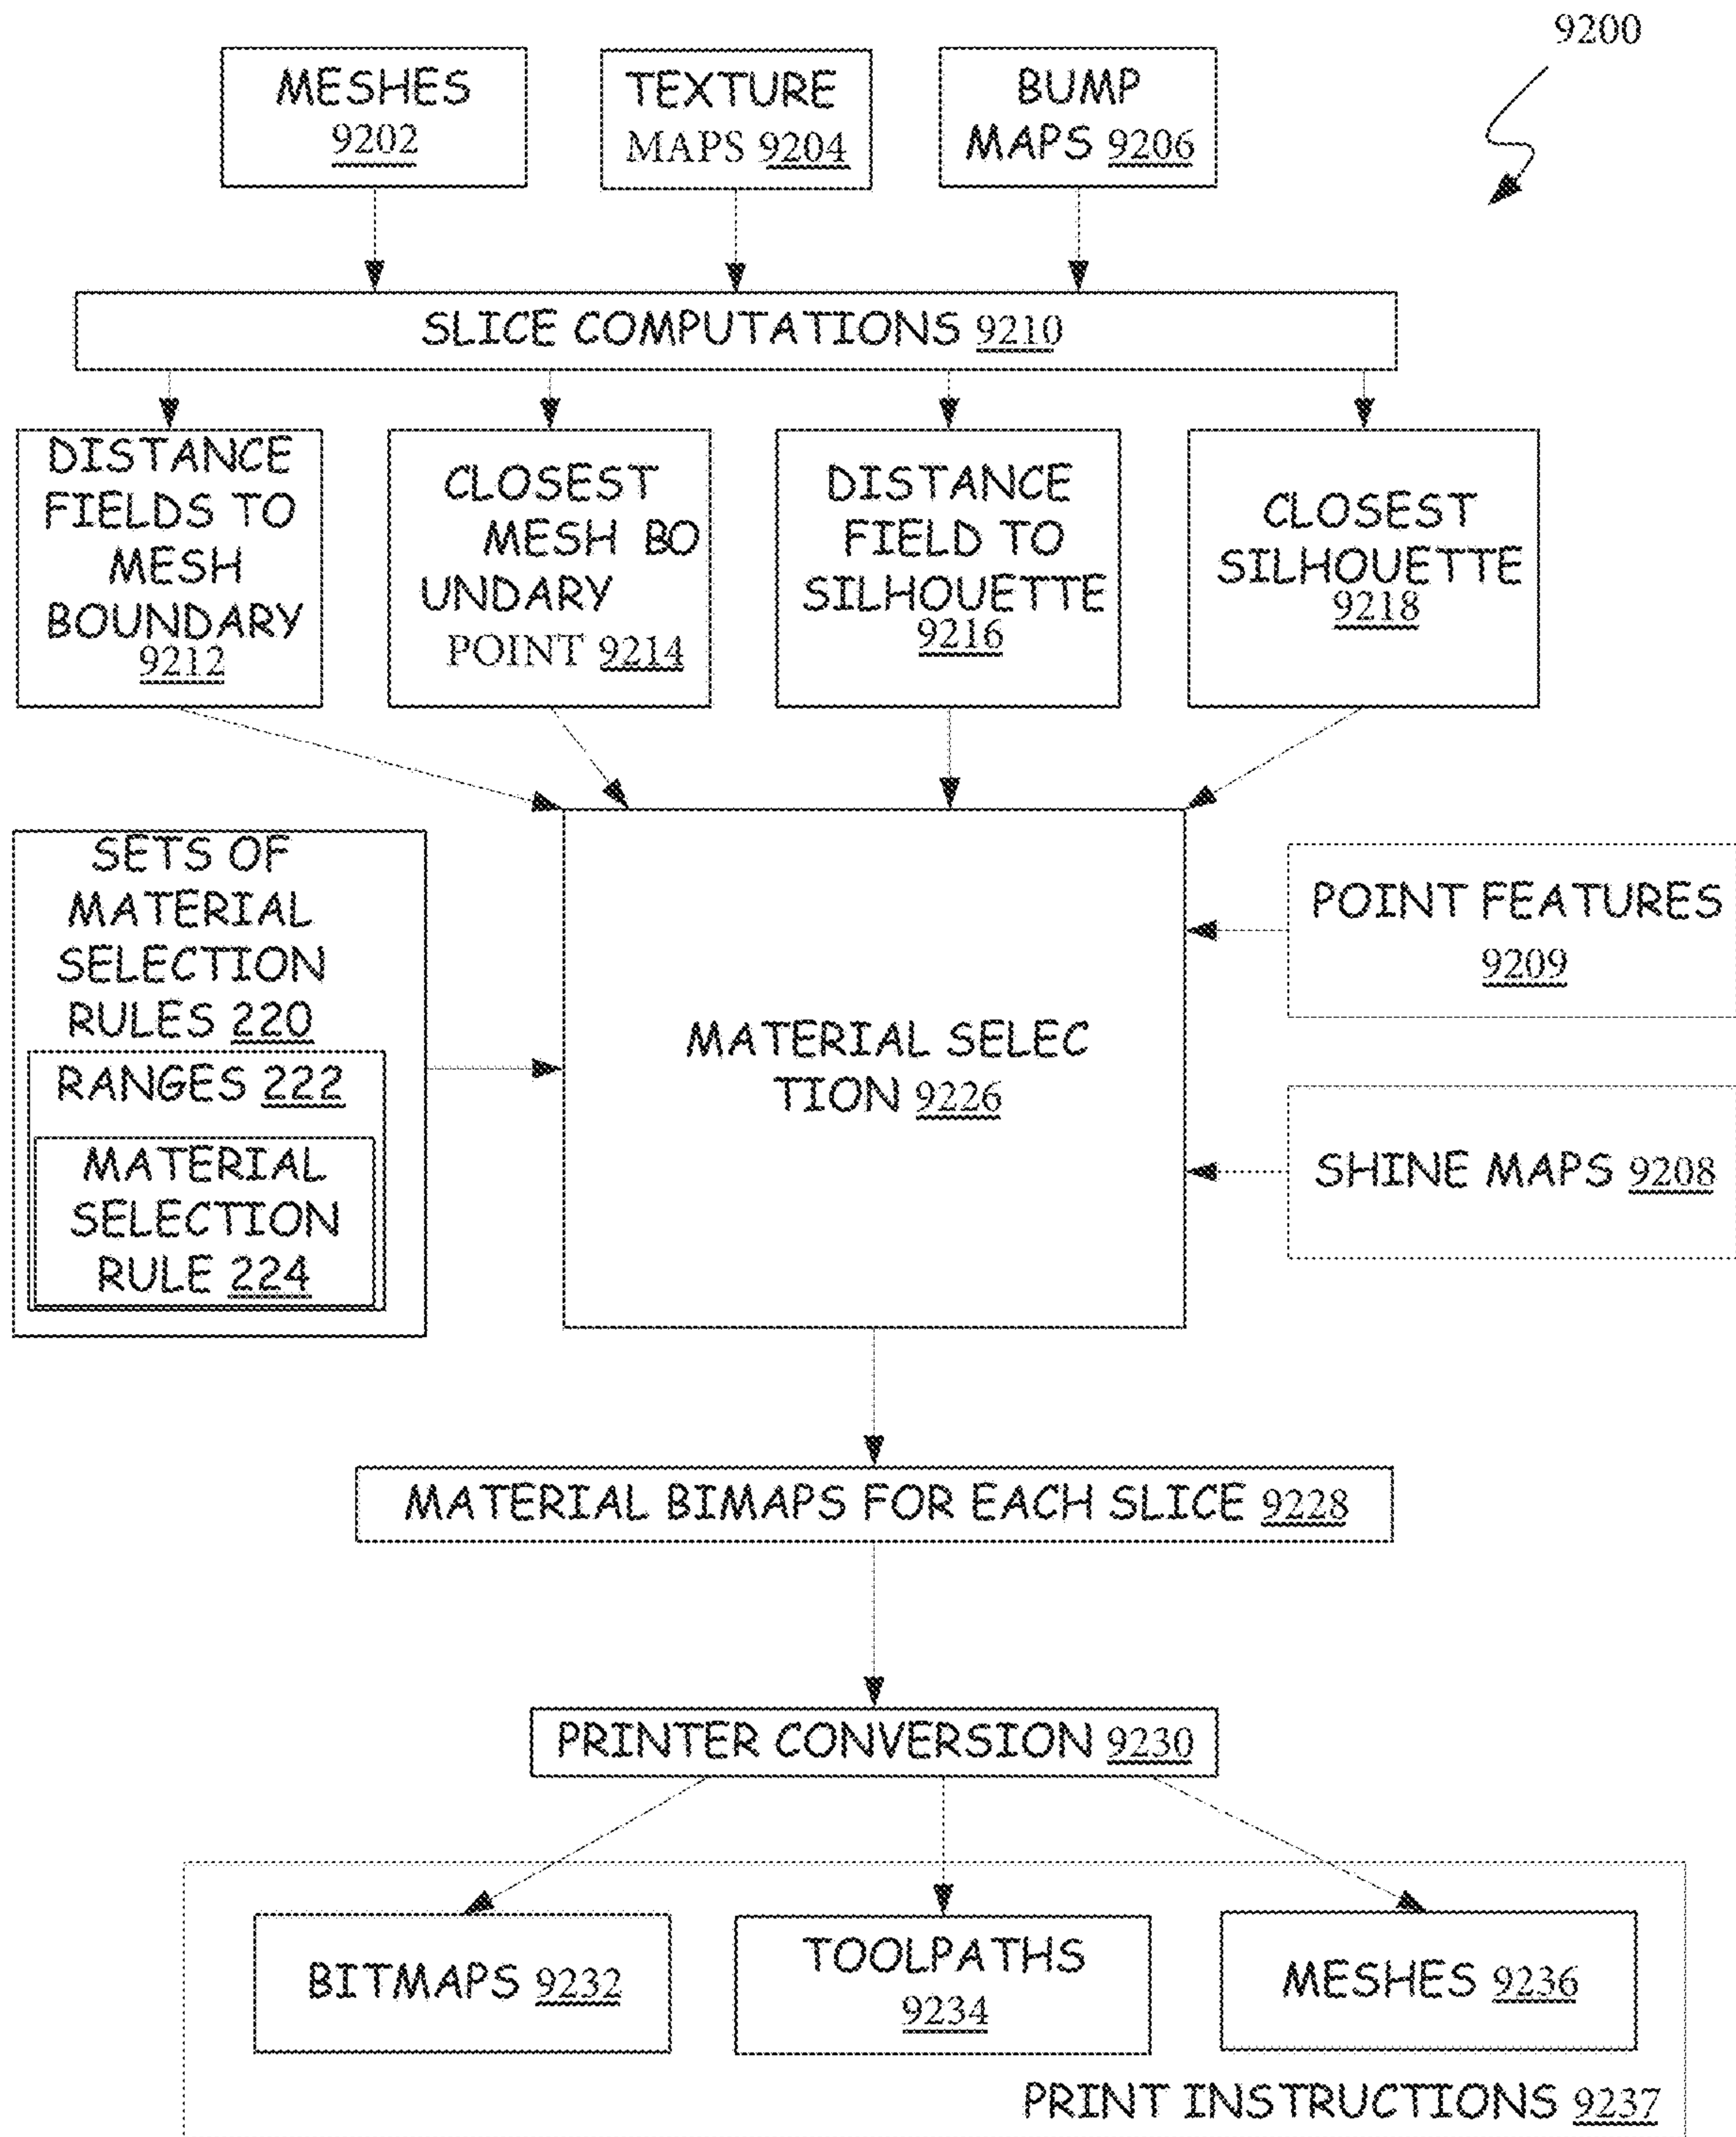 9200
MESHES
9202
TEXTURE
MAPS 9204
BUMP
MAPS 9206
SLICE COMPUTATIONS 9210
DISTANCE
FIELDS TO
MESH
BOUNDARY
9212
CLOSEST
MESH BO
UNDARY
POINT 9214
DISTANCE
FIELD TO
SILHOUETTE
9216
CLOSEST
SILHOUETTE
9218
SETS OF
MATERIAL
SELECTION
RULES 220
RANGES 222
MATERIAL
SELECTION
RULE 224
MATERIAL SELEC
TION 9226
POINT FEATURES
9209
SHINE MAPS 9208
MATERIAL BIMAPS FOR EACH SLICE 9228
PRINTER CONVERSION 9230
BITMAPS 9232
TOOLPATHS
9234
MESHES 9236
PRINT INSTRUCTIONS 9237